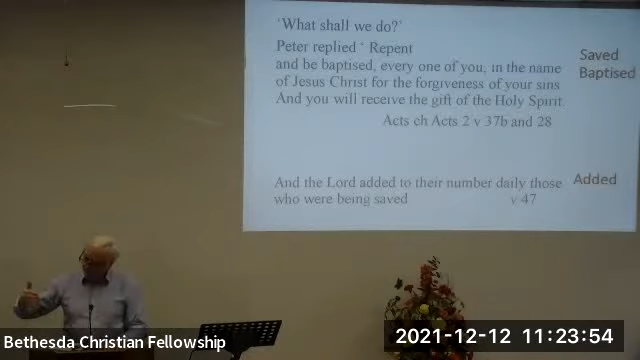 'What shall we do?'
Peter replied ' Repent
and be baptised, every one of you, in the name
of Jesus Christ for the forgiveness of your sins
And you will receive the gift of the Holy Spirit
Acts ch Acts 2 v 37b and 28
Saved
Baptised
And the Lord added to their number daily those
who were being saved v 47
Added
Bethesda Christian Fellowship
2021-12-12 11:23:54